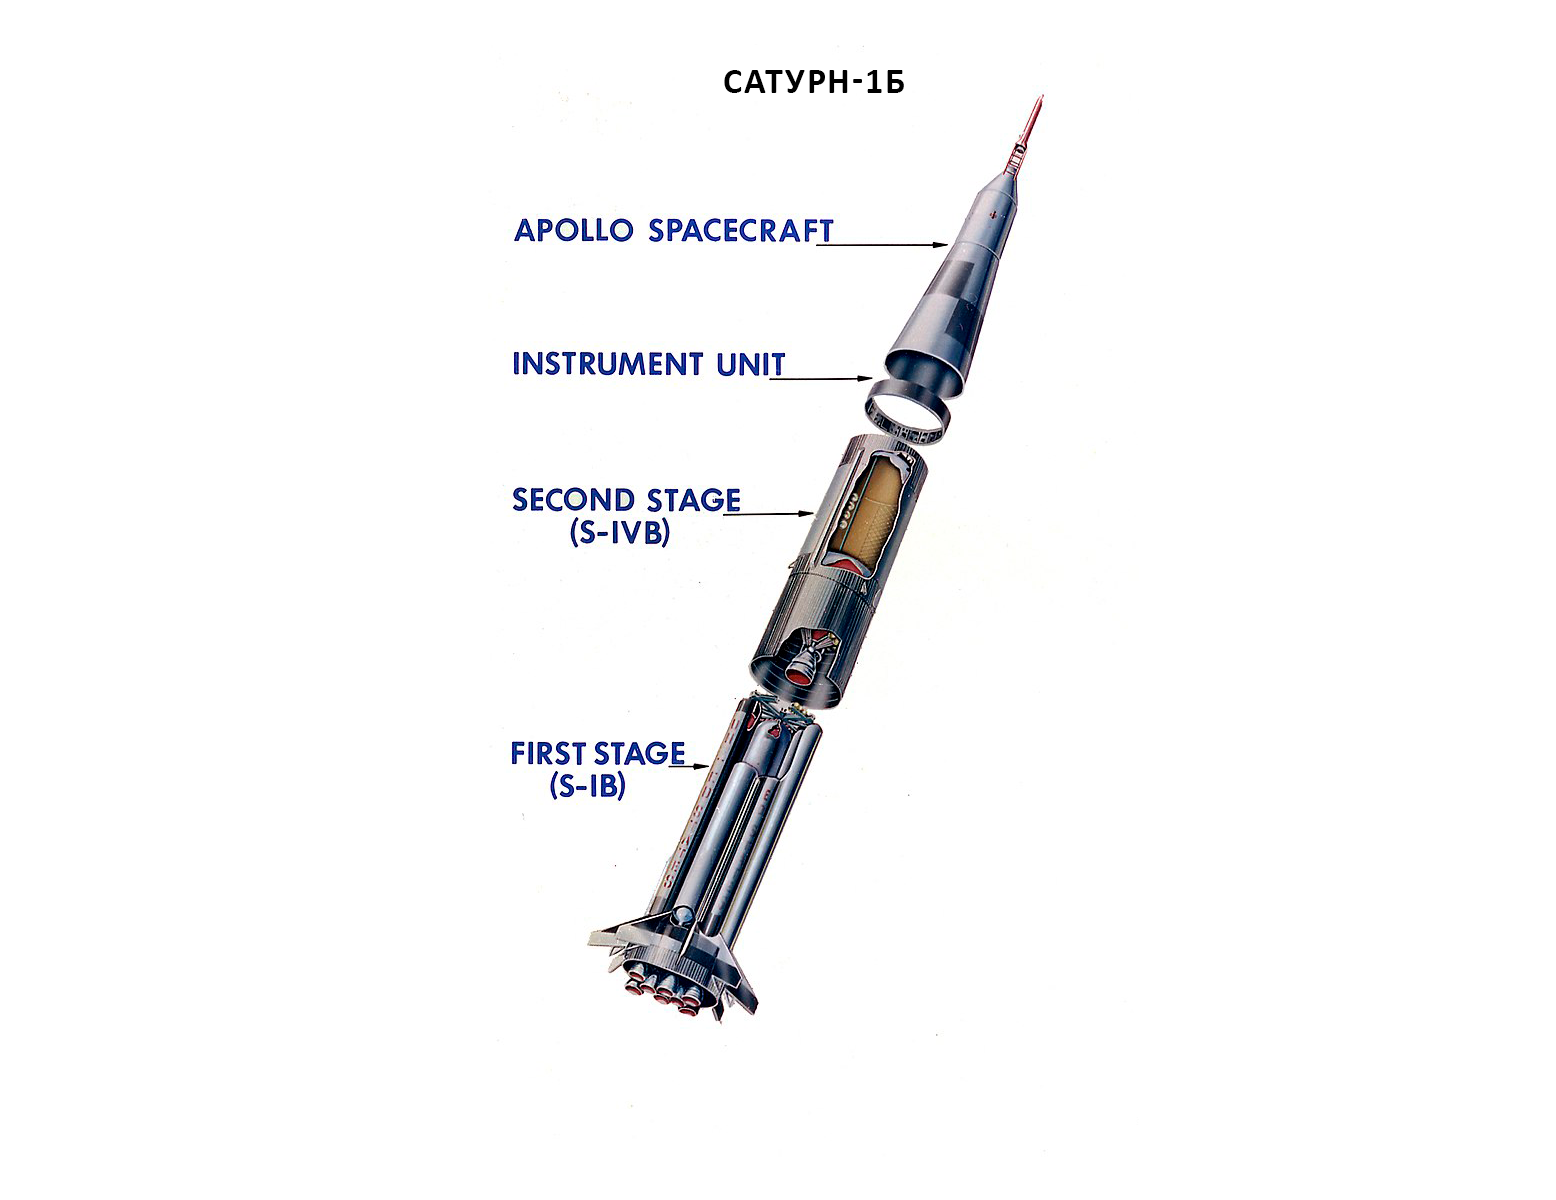 САТУРН-1Б
APOLLO SPACECRAFT
INSTRUMENT UNIT
SECOND STAGE
(S-IVB)
FIRST STAGE
(S-IB)